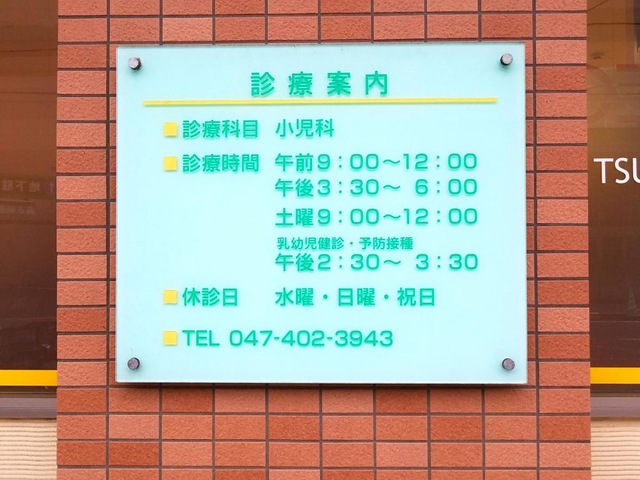 診療案内
■診療科目 小児科
■診療時間 午前9：00～12：00
午後3：30～ 6：00
土曜9：00～12：00
乳幼児健診・予防接種
午後2：30～ 3：30
■休診日 水曜・日曜・祝日
■TEL 047-402-3943
TSU